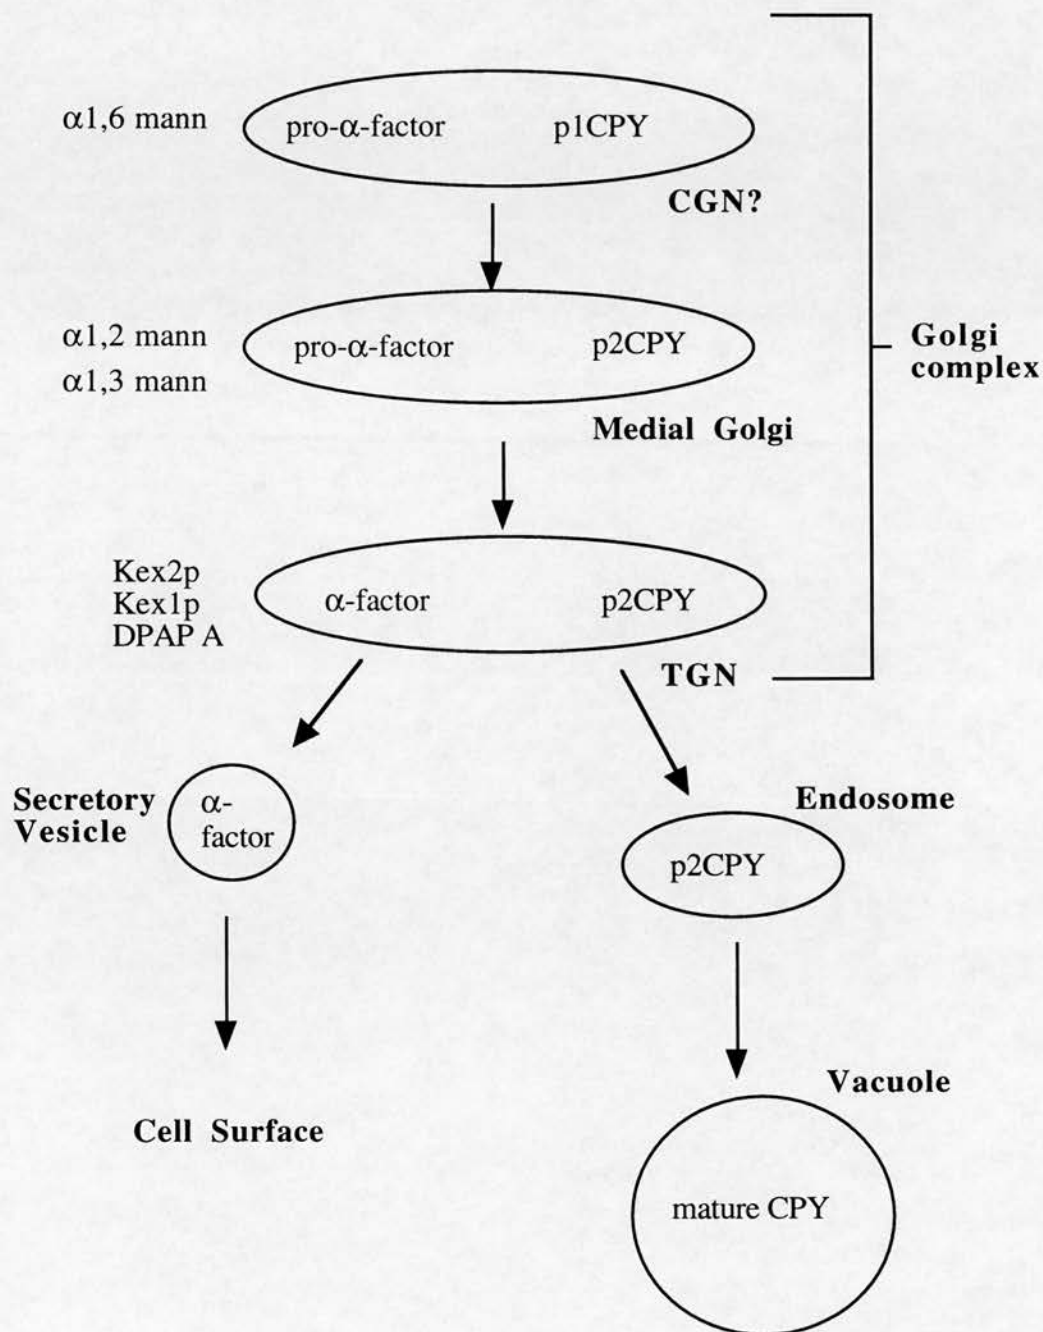 α1,6 mann
pro-α-factor
p1CPY
CGN?
α1,2 mann
α1,3 mann
pro-α-factor
p2CPY
Medial Golgi
Golgi
complex
Kex2p
Kex1p
DPAP A
α-factor
p2CPY
TGN
Secretory
Vesicle
α-
factor
Endosome
p2CPY
Cell Surface
Vacuole
mature CPY